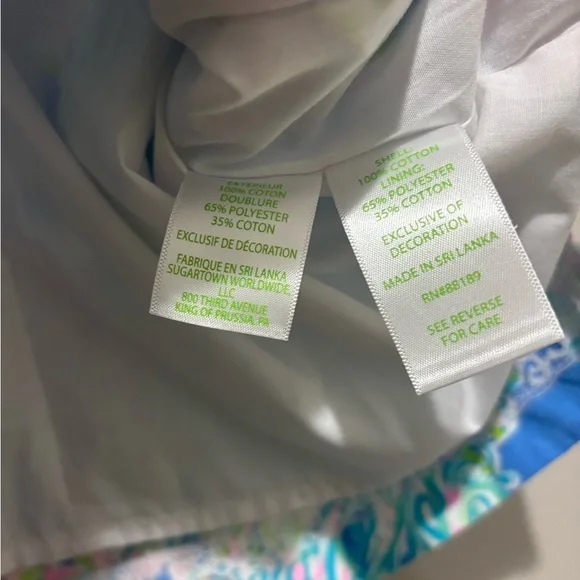 EXTERIEUR
100% COTON
DOUBLURE
65% POLYESTER
35% COTON
EXCLUSIF DE DÉCORATION
FABRIQUE EN SRI LANKA
SUGARTOWN WORLDWIDE,
LLC
800 THIRD AVENUE
KING OF PRUSSIA, PA
SHELL:
100% COTTON
LINING:
65% POLYESTER
35% COTTON
EXCLUSIVE OF
DECORATION
MADE IN SRI LANKA
RN#88189
SEE REVERSE
FOR CARE